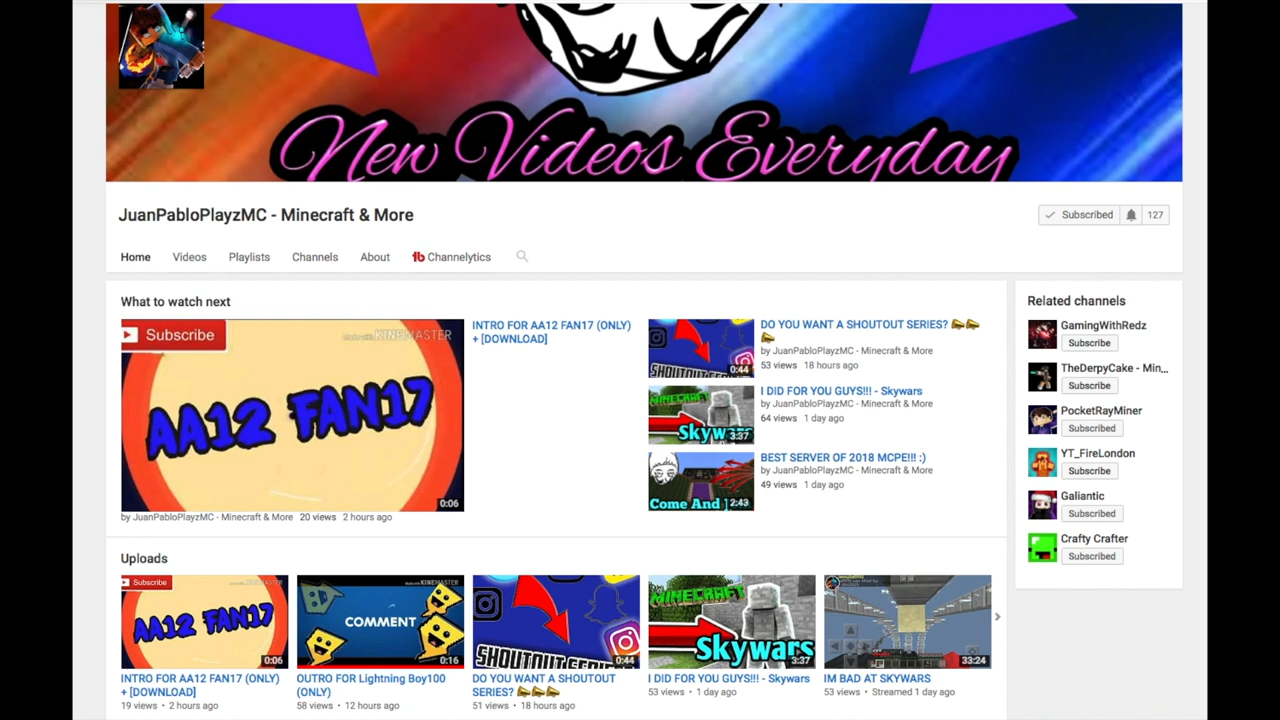 New Videos Everyday
JuanPabloPlayzMC - Minecraft & More
Subscribed 127
Home Videos Playlists Channels About Channelytics
What to watch next
Subscribe
Made with KINEMASTER
AA12 FAN17
0:06
by JuanPabloPlayzMC - Minecraft & More 20 views 2 hours ago
INTRO FOR AA12 FAN17 (ONLY)
+ [DOWNLOAD]
SHOUTOUT SERIES
0:44
DO YOU WANT A SHOUTOUT SERIES?
by JuanPabloPlayzMC - Minecraft & More
53 views 18 hours ago
MINECRAFT
Skywars
3:37
I DID FOR YOU GUYS!!! - Skywars
by JuanPabloPlayzMC - Minecraft & More
64 views 1 day ago
Come And
2:43
BEST SERVER OF 2018 MCPE!!! :)
by JuanPabloPlayzMC - Minecraft & More
49 views 1 day ago
Related channels
GamingWithRedz
Subscribe
TheDerpyCake - Min...
Subscribe
PocketRayMiner
Subscribed
YT_FireLondon
Subscribe
Galiantic
Subscribed
Crafty Crafter
Subscribed
Uploads
Subscribe
KINEMASTER
AA12 FAN17
0:06
INTRO FOR AA12 FAN17 (ONLY)
+ [DOWNLOAD]
19 views • 2 hours ago
KINEMASTER
COMMENT
0:16
OUTRO FOR Lightning Boy100
(ONLY)
58 views • 12 hours ago
SHOUTOUT SERIES
0:44
DO YOU WANT A SHOUTOUT
SERIES?
51 views • 18 hours ago
MINECRAFT
Skywars
3:37
I DID FOR YOU GUYS!!! - Skywars
53 views • 1 day ago
33:24
IM BAD AT SKYWARS
53 views • Streamed 1 day ago